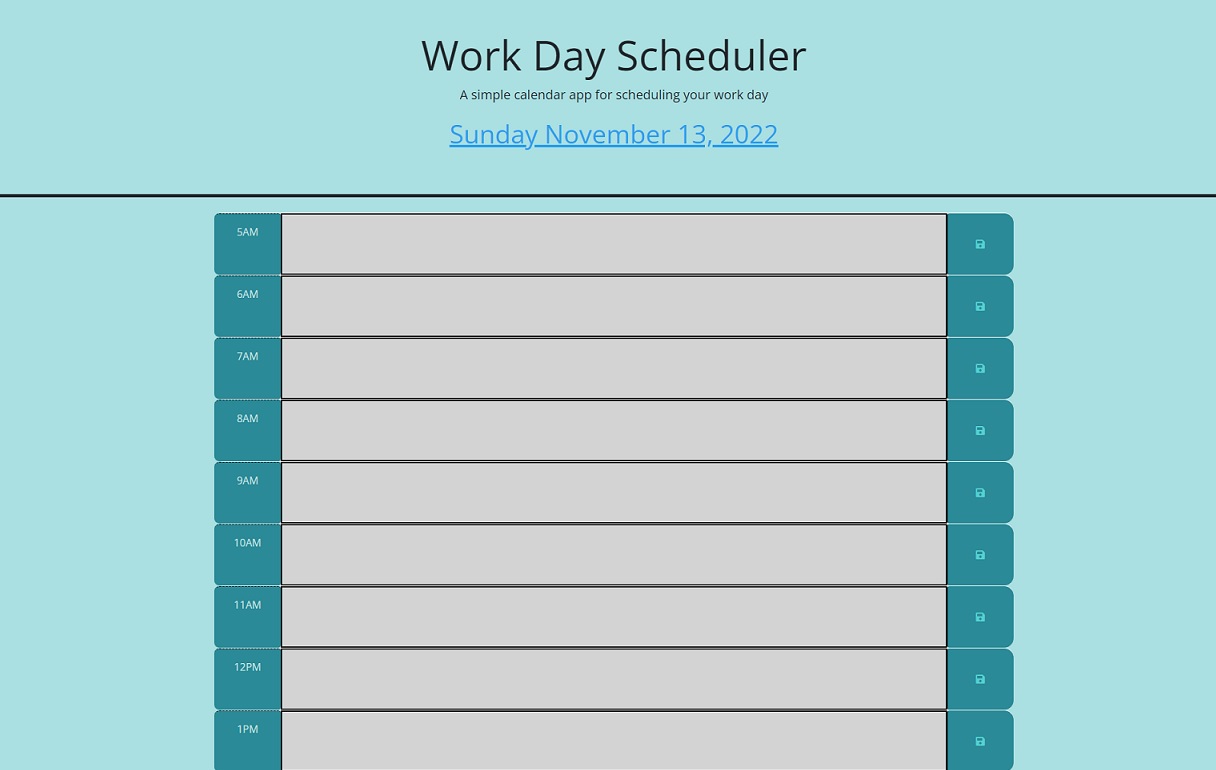 Work Day Scheduler
A simple calendar app for scheduling your work day
Sunday November 13, 2022
5AM
6AM
7AM
8AM
9AM
10AM
11AM
12PM
1PM